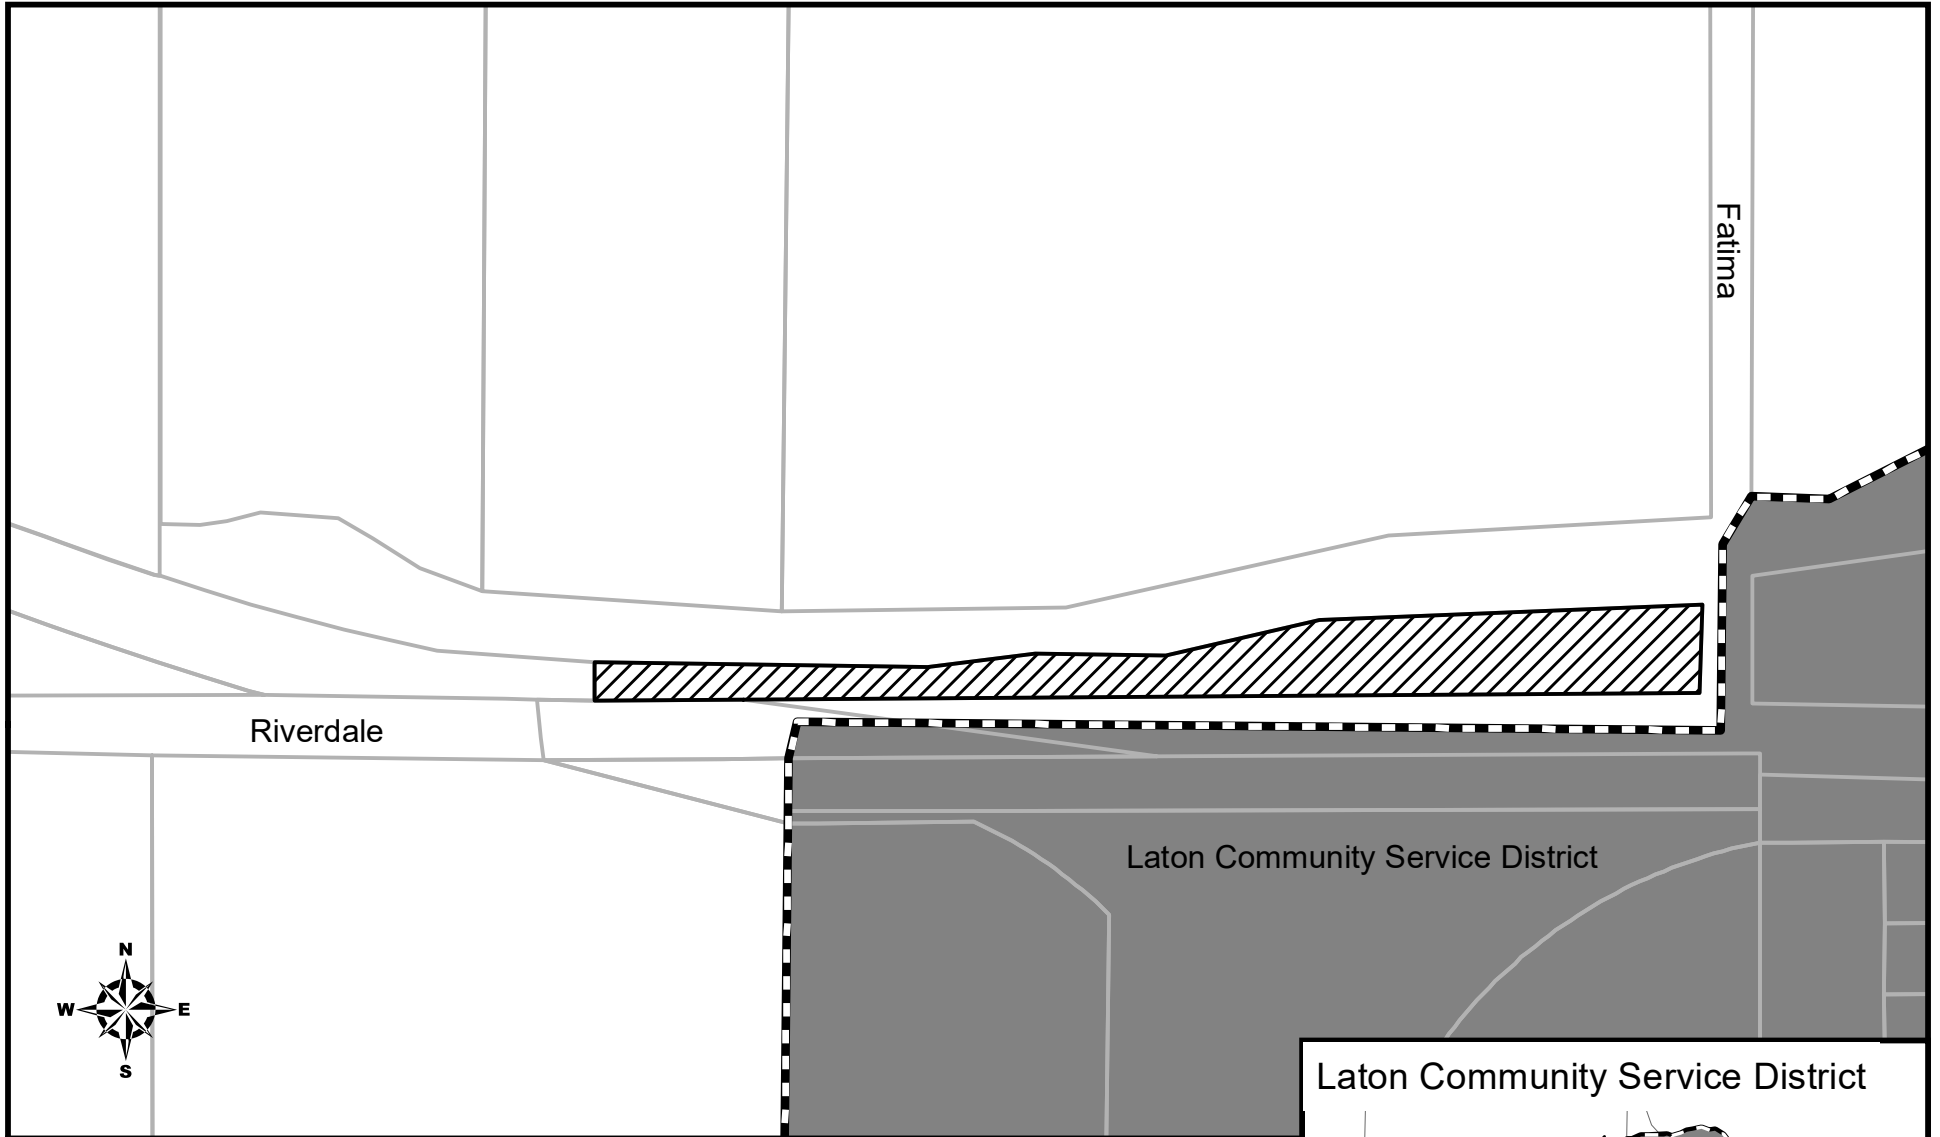 Fatima
Riverdale
Laton Community Service District
N
W E
S
Laton Community Service District